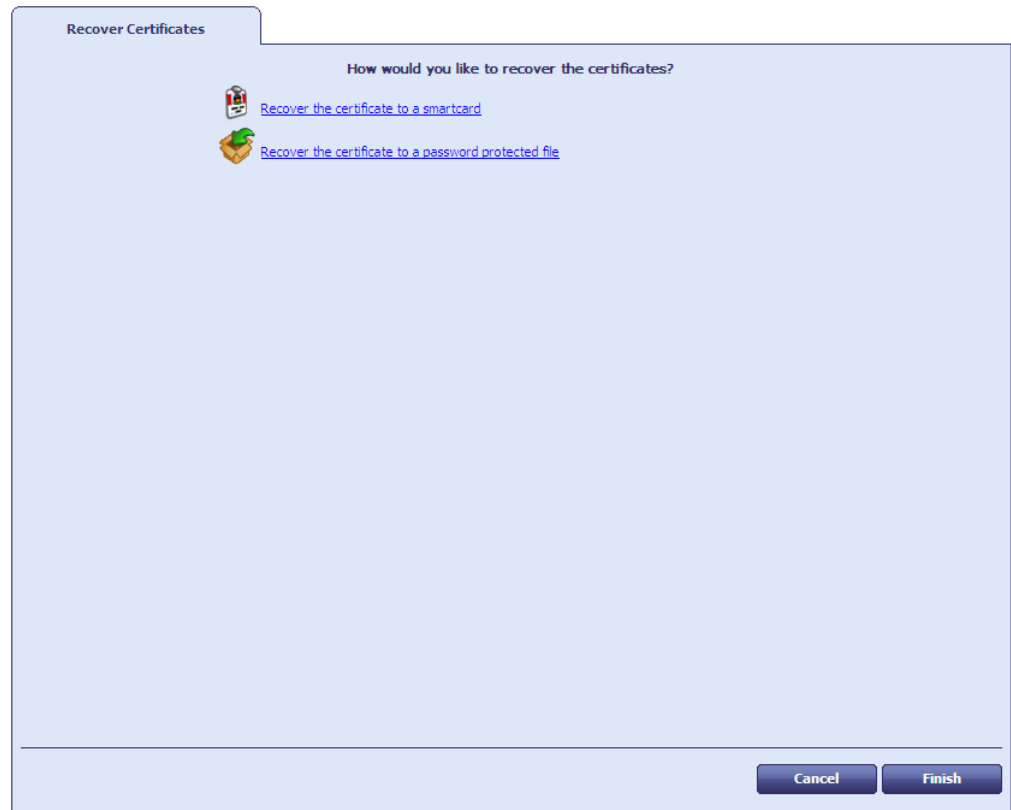 Recover Certificates
How would you like to recover the certificates?
Recover the certificate to a smartcard
Recover the certificate to a password protected file
Cancel Finish